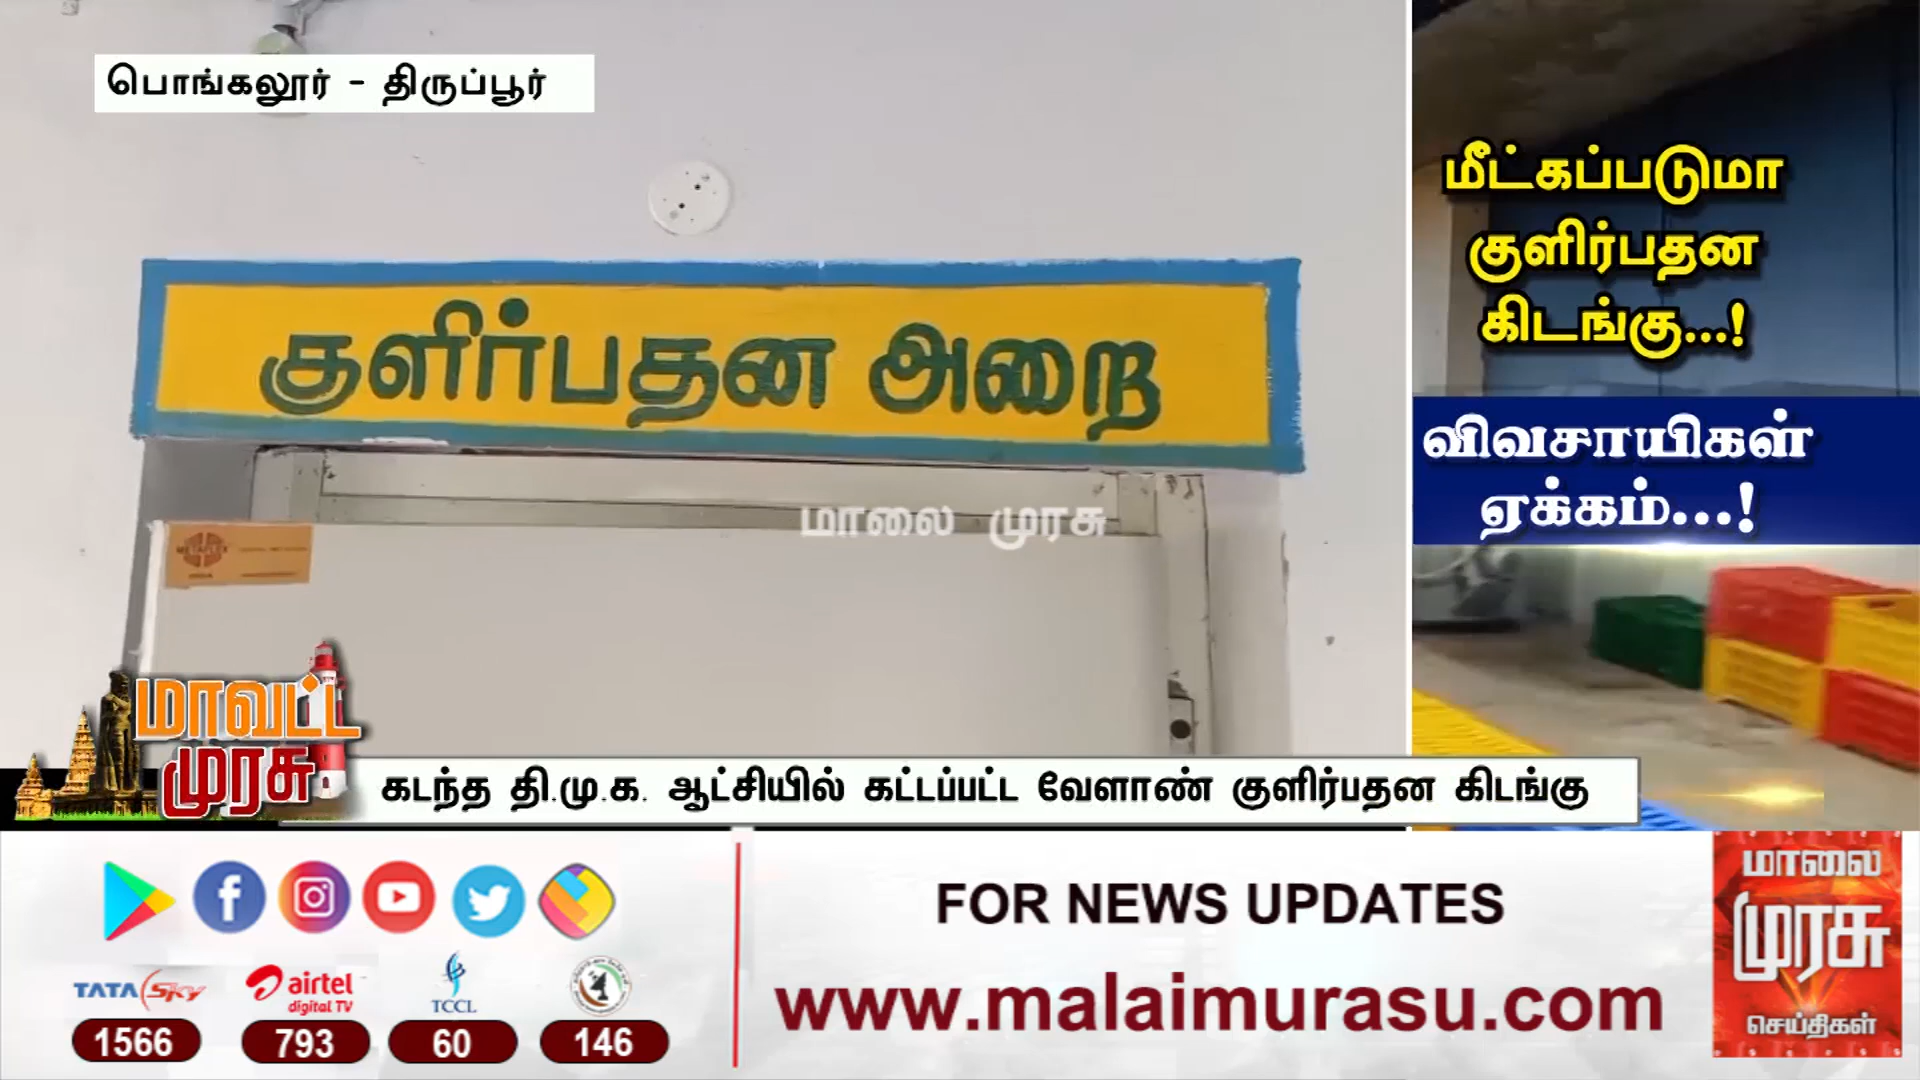 பொங்கலூர் - திருப்பூர்
குளிர்பதன அறை
மாலை முரசு
மீட்கப்படுமா
குளிர்பதன
கிடங்கு...!
விவசாயிகள்
ஏக்கம்...!
மாவட்ட
முரசு
கடந்த தி.மு.க. ஆட்சியில் கட்டப்பட்ட வேளாண் குளிர்பதன கிடங்கு
TATA Sky
1566
airtel
digital TV
793
TCCL
60
146
FOR NEWS UPDATES
www.malaimurasu.com
மாலை
முரசு
செய்திகள்